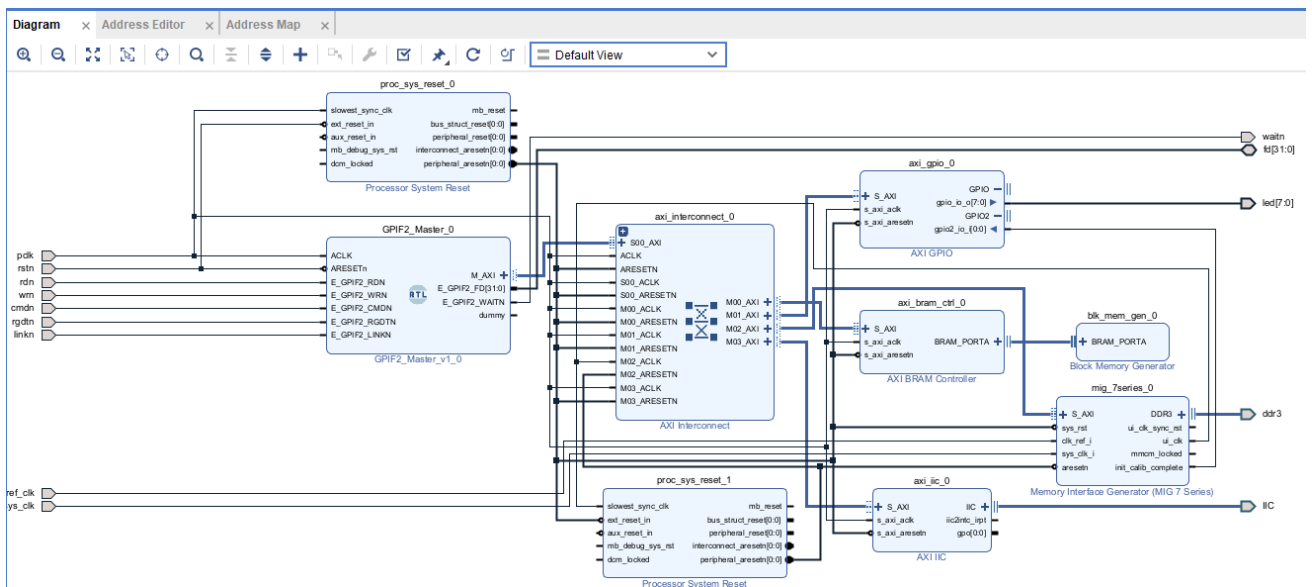 Diagram
Address Editor
Address Map
Default View
proc_sys_reset_0
slowest_sync_clk
ext_reset_in
aux_reset_in
mb_debug_sys_rst
dcm_locked
mb_reset
bus_struct_reset[0:0]
peripheral_reset[0:0]
interconnect_aresetn[0:0]
peripheral_aresetn[0:0]
Processor System Reset
waitn
fd[31:0]
axi_gpio_0
S_AXI
s_axi_aclk
s_axi_aresetn
GPIO
gpio_io_o[7:0]
GPIO2
gpio2_io_i[0:0]
AXI GPIO
led[7:0]
pclk
rstn
rdn
wrn
cmdn
rgdtn
linkn
GPIF2_Master_0
ACLK
ARESETn
E_GPIF2_RDN
E_GPIF2_WRN
E_GPIF2_CMDN
E_GPIF2_RGDTN
E_GPIF2_LINKN
RTL
M_AXI
E_GPIF2_FD[31:0]
E_GPIF2_WAITN
dummy
GPIF2_Master_v1_0
axi_interconnect_0
S00_AXI
ACLK
ARESETN
S00_ACLK
S00_ARESETN
M00_ACLK
M00_ARESETN
M01_ACLK
M01_ARESETN
M02_ACLK
M02_ARESETN
M03_ACLK
M03_ARESETN
M00_AXI
M01_AXI
M02_AXI
M03_AXI
AXI Interconnect
axi_bram_ctrl_0
S_AXI
s_axi_aclk
s_axi_aresetn
BRAM_PORTA
AXI BRAM Controller
blk_mem_gen_0
BRAM_PORTA
Block Memory Generator
mig_7series_0
S_AXI
sys_rst
clk_ref_i
sys_clk_i
aresetn
DDR3
ui_clk_sync_rst
ui_clk
mmcm_locked
init_calib_complete
Memory Interface Generator (MIG 7 Series)
ddr3
ref_clk
ys_clk
proc_sys_reset_1
slowest_sync_clk
ext_reset_in
aux_reset_in
mb_debug_sys_rst
dcm_locked
mb_reset
bus_struct_reset[0:0]
peripheral_reset[0:0]
interconnect_aresetn[0:0]
peripheral_aresetn[0:0]
Processor System Reset
axi_iic_0
S_AXI
s_axi_aclk
s_axi_aresetn
IIC
iic2intc_irpt
gpo[0:0]
AXI IIC
IIC